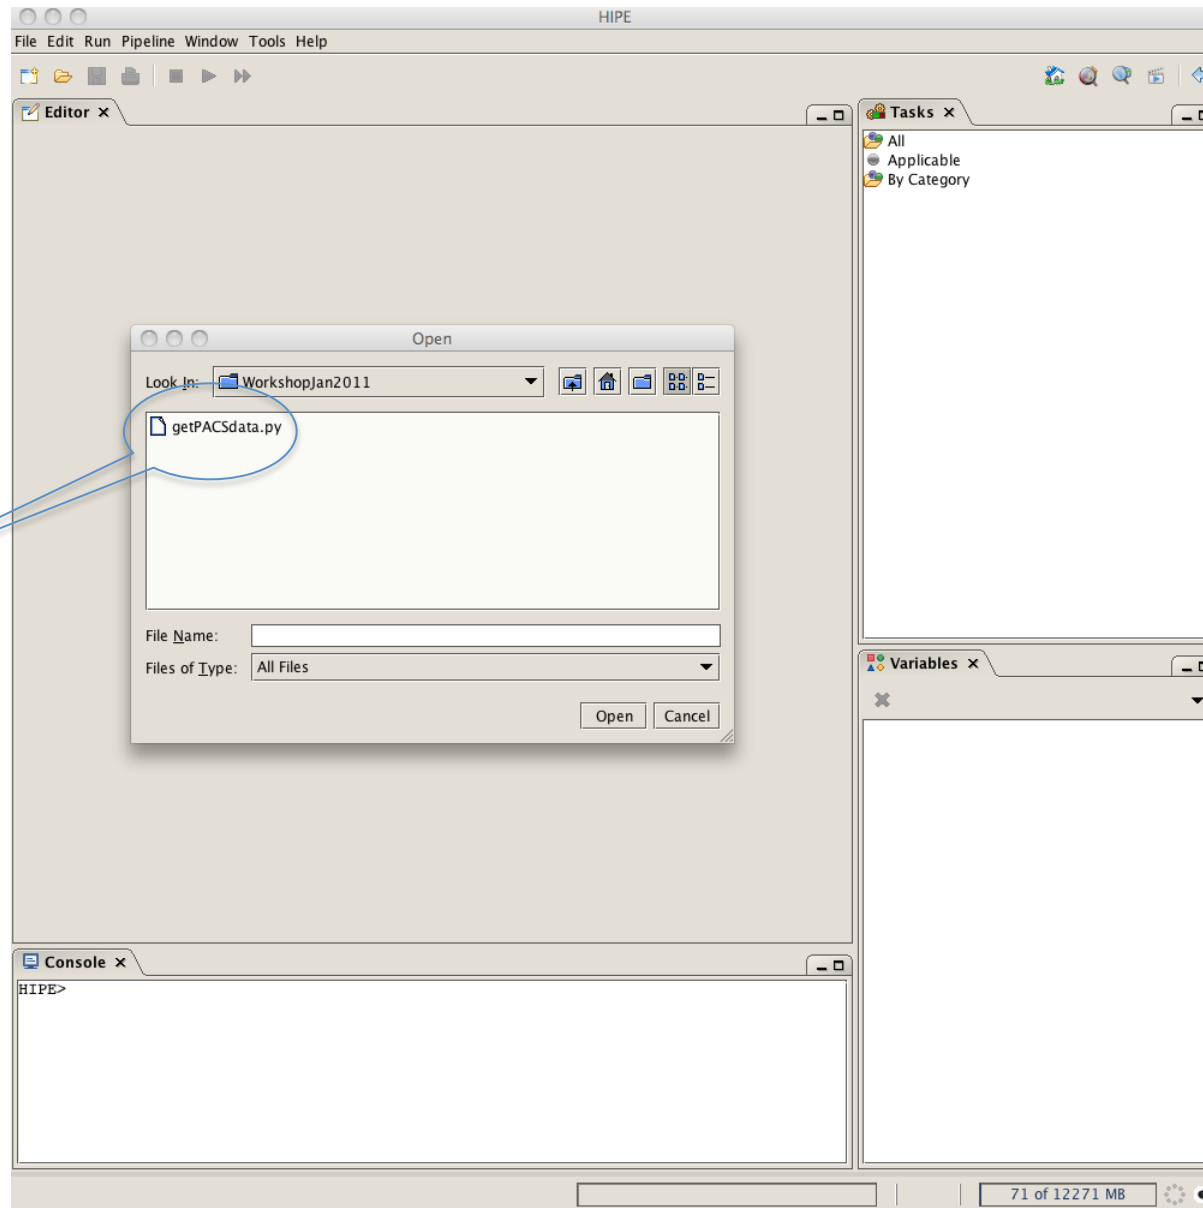 HIPE
File Edit Run Pipeline Window Tools Help
Editor
Tasks
All
Applicable
By Category
Open
Look In: WorkshopJan2011
getPACSdata.py
File Name:
Files of Type: All Files
Open Cancel
Variables
Console
HIPE>
71 of 12271 MB